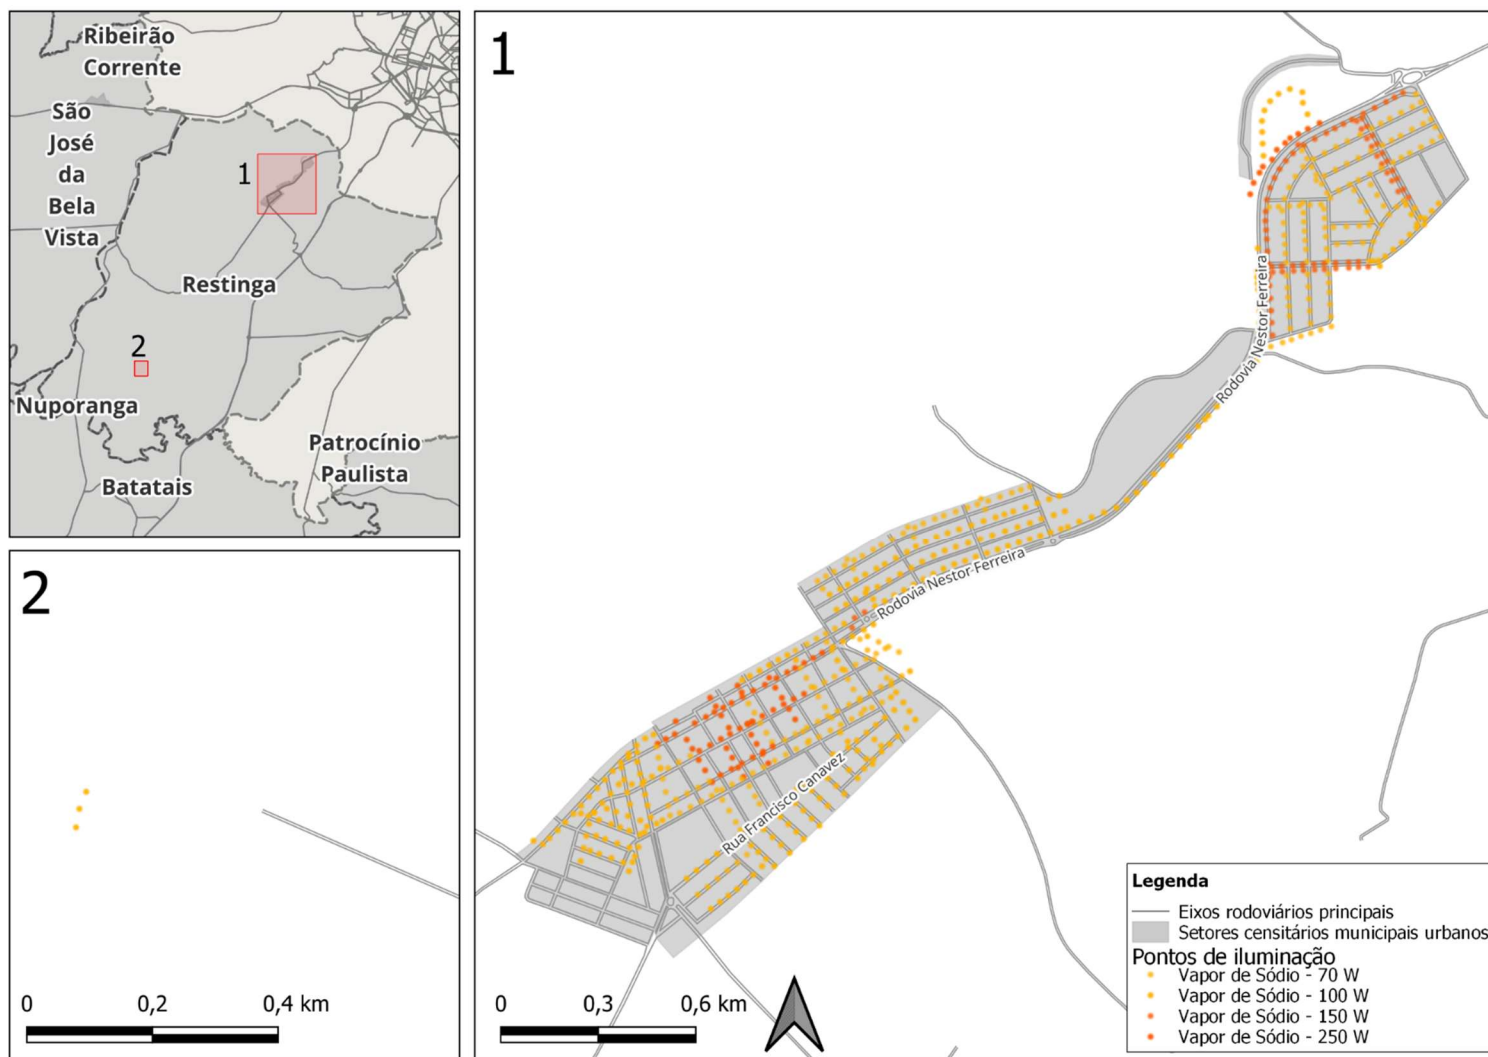 Ribeirão
Corrente
São
José
da
Bela
Vista
1
Restinga
2
Nuporanga
Patrocínio
Paulista
Batatais
2
0
0,2
0,4 km
1
Rodovia Nestor Ferreira
Rodovia Nestor Ferreira
Rodovia Nestor Ferreira
Rua Francisco Canavez
0
0,3
0,6 km
Legenda
Eixos rodoviários principais
Setores censitários municipais urbanos
Pontos de iluminação
Vapor de Sódio - 70 W
Vapor de Sódio - 100 W
Vapor de Sódio - 150 W
Vapor de Sódio - 250 W